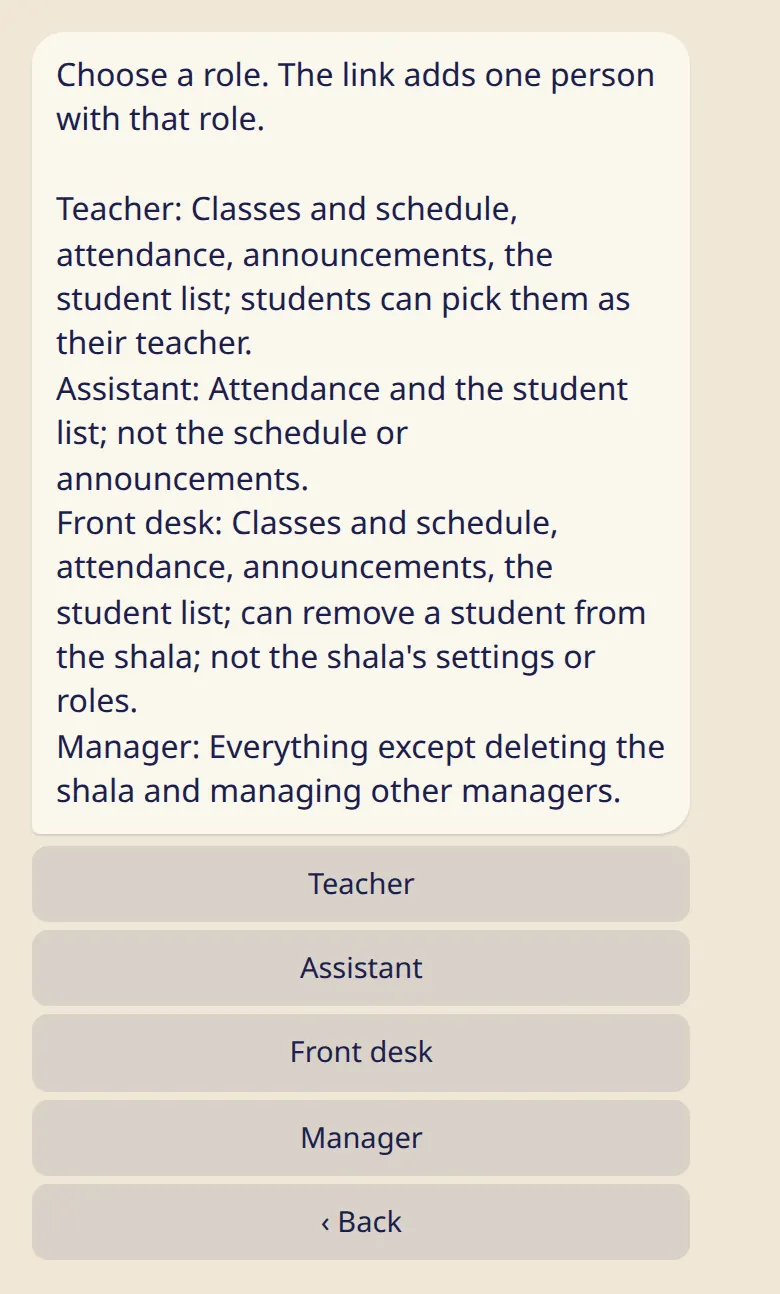 Choose a role. The link adds one person
with that role.

Teacher: Classes and schedule,
attendance, announcements, the
student list; students can pick them as
their teacher.
Assistant: Attendance and the student
list; not the schedule or
announcements.
Front desk: Classes and schedule,
attendance, announcements, the
student list; can remove a student from
the shala; not the shala's settings or
roles.
Manager: Everything except deleting the
shala and managing other managers.
Teacher
Assistant
Front desk
Manager
‹ Back